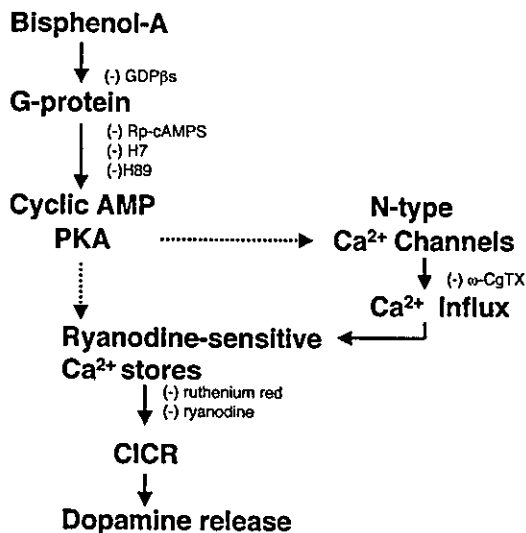 Bisphenol-A
(-) GDPβs
G-protein
(-) Rp-cAMPS
(-) H7
(-)H89
Cyclic AMP
PKA
N-type
Ca²⁺ Channels
(-) ω-CgTX
Ca²⁺ Influx
Ryanodine-sensitive
Ca²⁺ stores
(-) ruthenium red
(-) ryanodine
CICR
Dopamine release